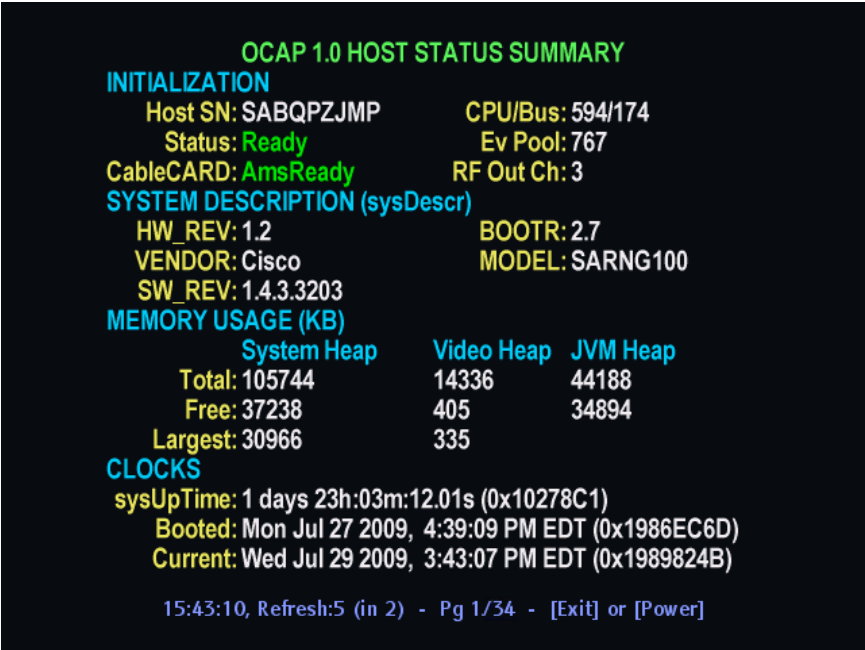 OCAP 1.0 HOST STATUS SUMMARY
INITIALIZATION
Host SN: SABQPZJMP CPU/Bus: 594/174
Status: Ready Ev Pool: 767
CableCARD: AmsReady RF Out Ch: 3
SYSTEM DESCRIPTION (sysDescr)
HW_REV: 1.2 BOOTR: 2.7
VENDOR: Cisco MODEL: SARNG100
SW_REV: 1.4.3.3203
MEMORY USAGE (KB)
System Heap Video Heap JVM Heap
Total: 105744 14336 44188
Free: 37238 405 34894
Largest: 30966 335
CLOCKS
sysUpTime: 1 days 23h:03m:12.01s (0x10278C1)
Booted: Mon Jul 27 2009, 4:39:09 PM EDT (0x1986EC6D)
Current: Wed Jul 29 2009, 3:43:07 PM EDT (0x1989824B)
15:43:10, Refresh:5 (in 2) - Pg 1/34 - [Exit] or [Power]